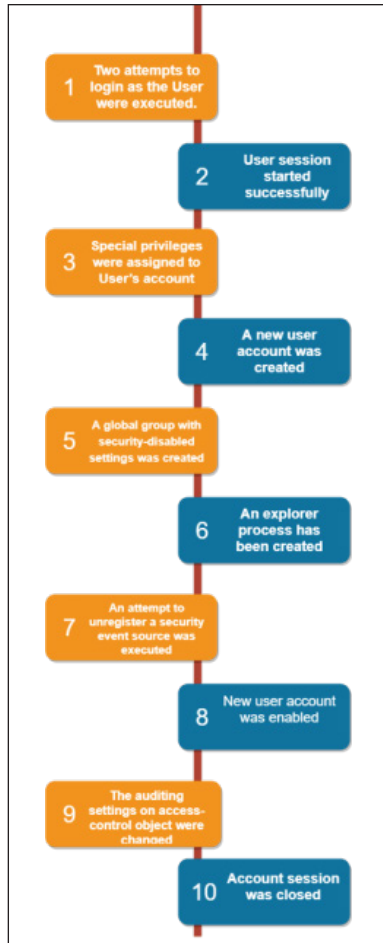 1
Two attempts to
login as the User
were executed.
2
User session
started
successfully
3
Special privileges
were assigned to
User's account
4
A new user
account was
created
5
A global group with
security-disabled
settings was created
6
An explorer
process has
been created
7
An attempt to
unregister a security
event source was
executed
8
New user account
was enabled
9
The auditing
settings on access-
control object were
changed
10
Account session
was closed